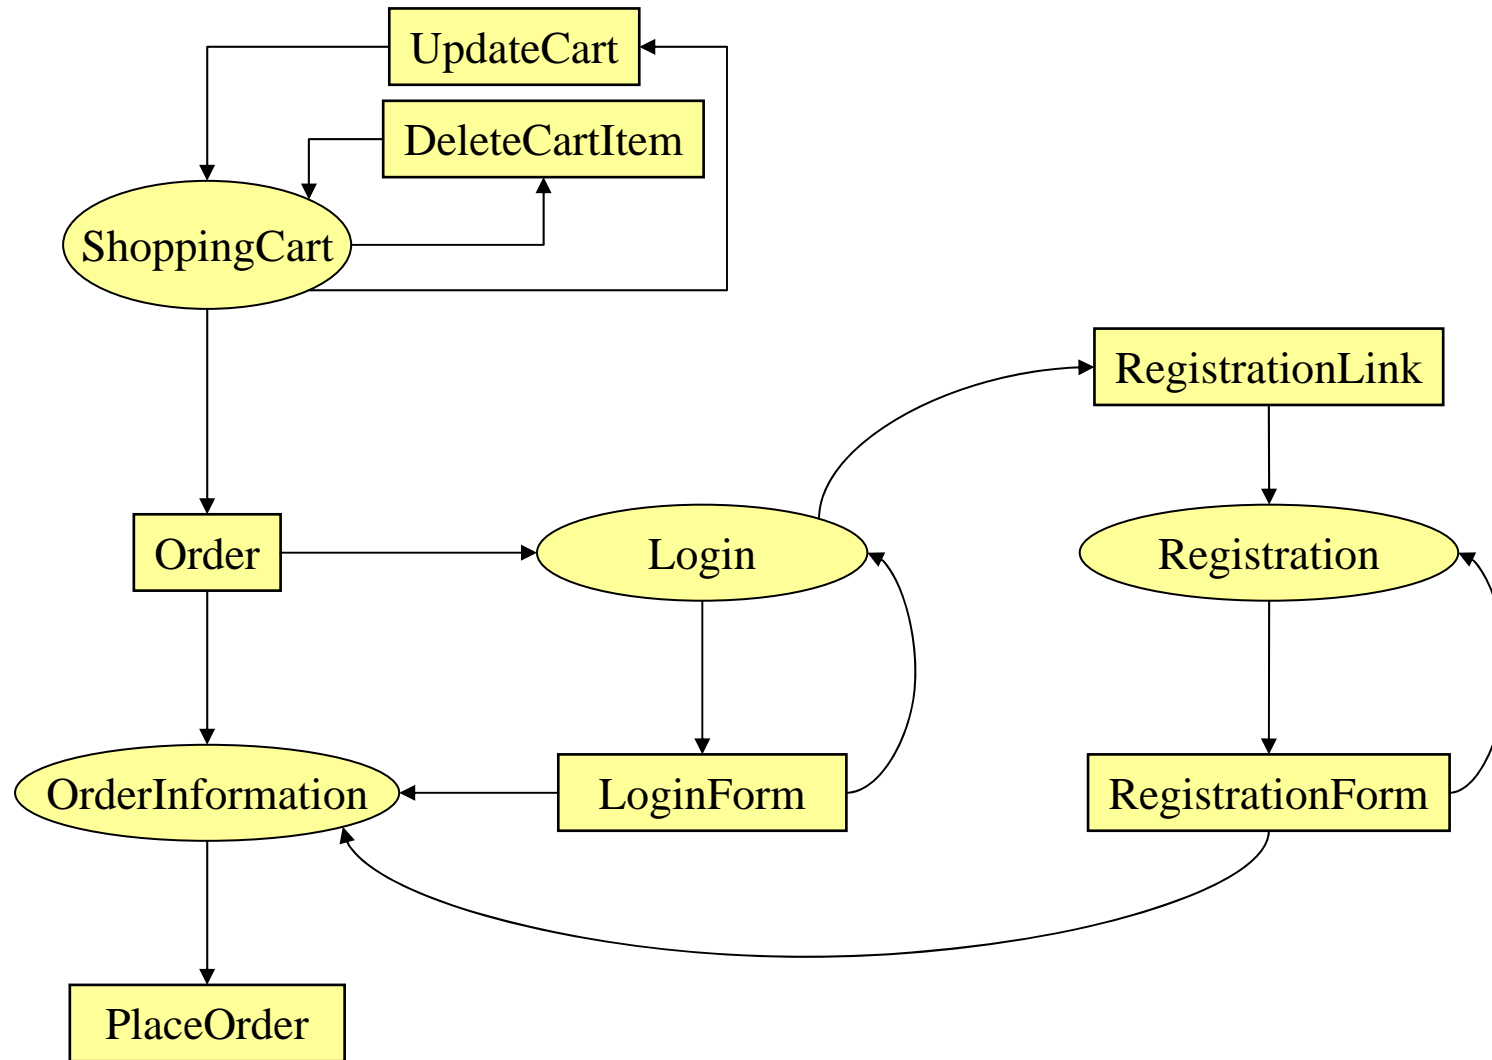 UpdateCart
DeleteCartItem
ShoppingCart
RegistrationLink
Order
Login
Registration
OrderInformation
LoginForm
RegistrationForm
PlaceOrder